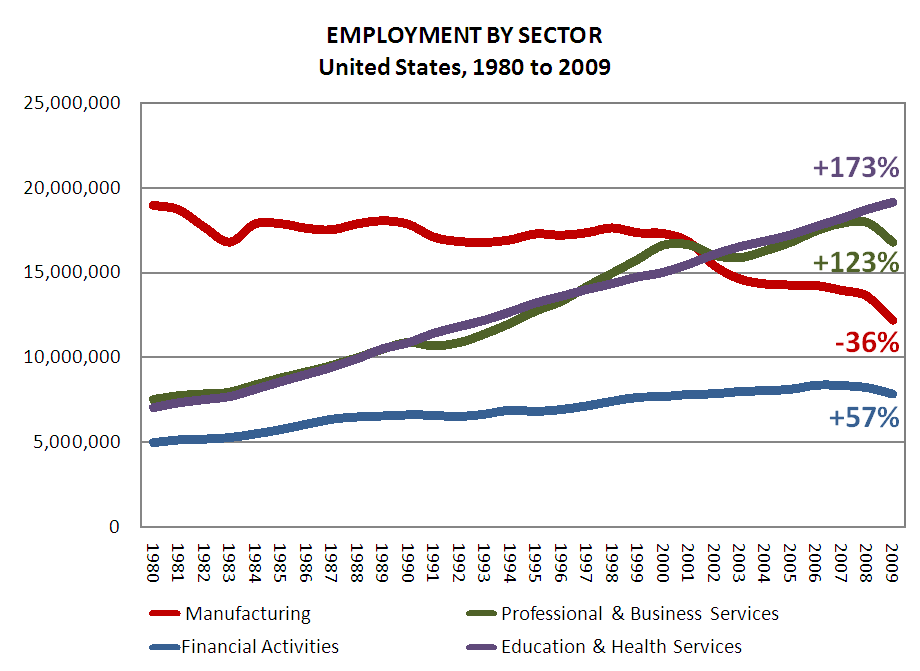 EMPLOYMENT BY SECTOR
United States, 1980 to 2009
25,000,000
20,000,000
15,000,000
10,000,000
5,000,000
0
+173%
+123%
-36%
+57%
1980 1981 1982 1983 1984 1985 1986 1987 1988 1989 1990 1991 1992 1993 1994 1995 1996 1997 1998 1999 2000 2001 2002 2003 2004 2005 2006 2007 2008 2009
Manufacturing Professional & Business Services
Financial Activities Education & Health Services